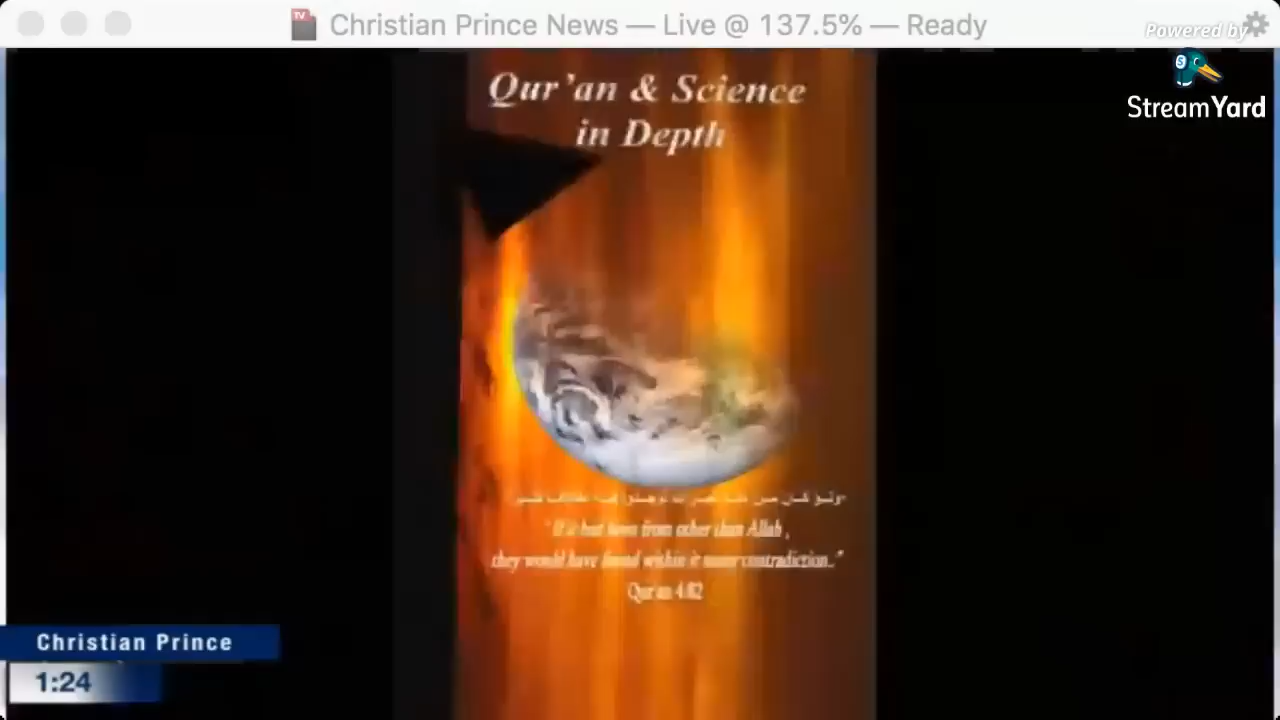 Christian Prince News — Live @ 137.5% — Ready
Powered by
StreamYard
Qur'an & Science
in Depth
"If it had been from other than Allah ,
they would have found within it contradiction.."
Qur'an 4:82
Christian Prince
1:24